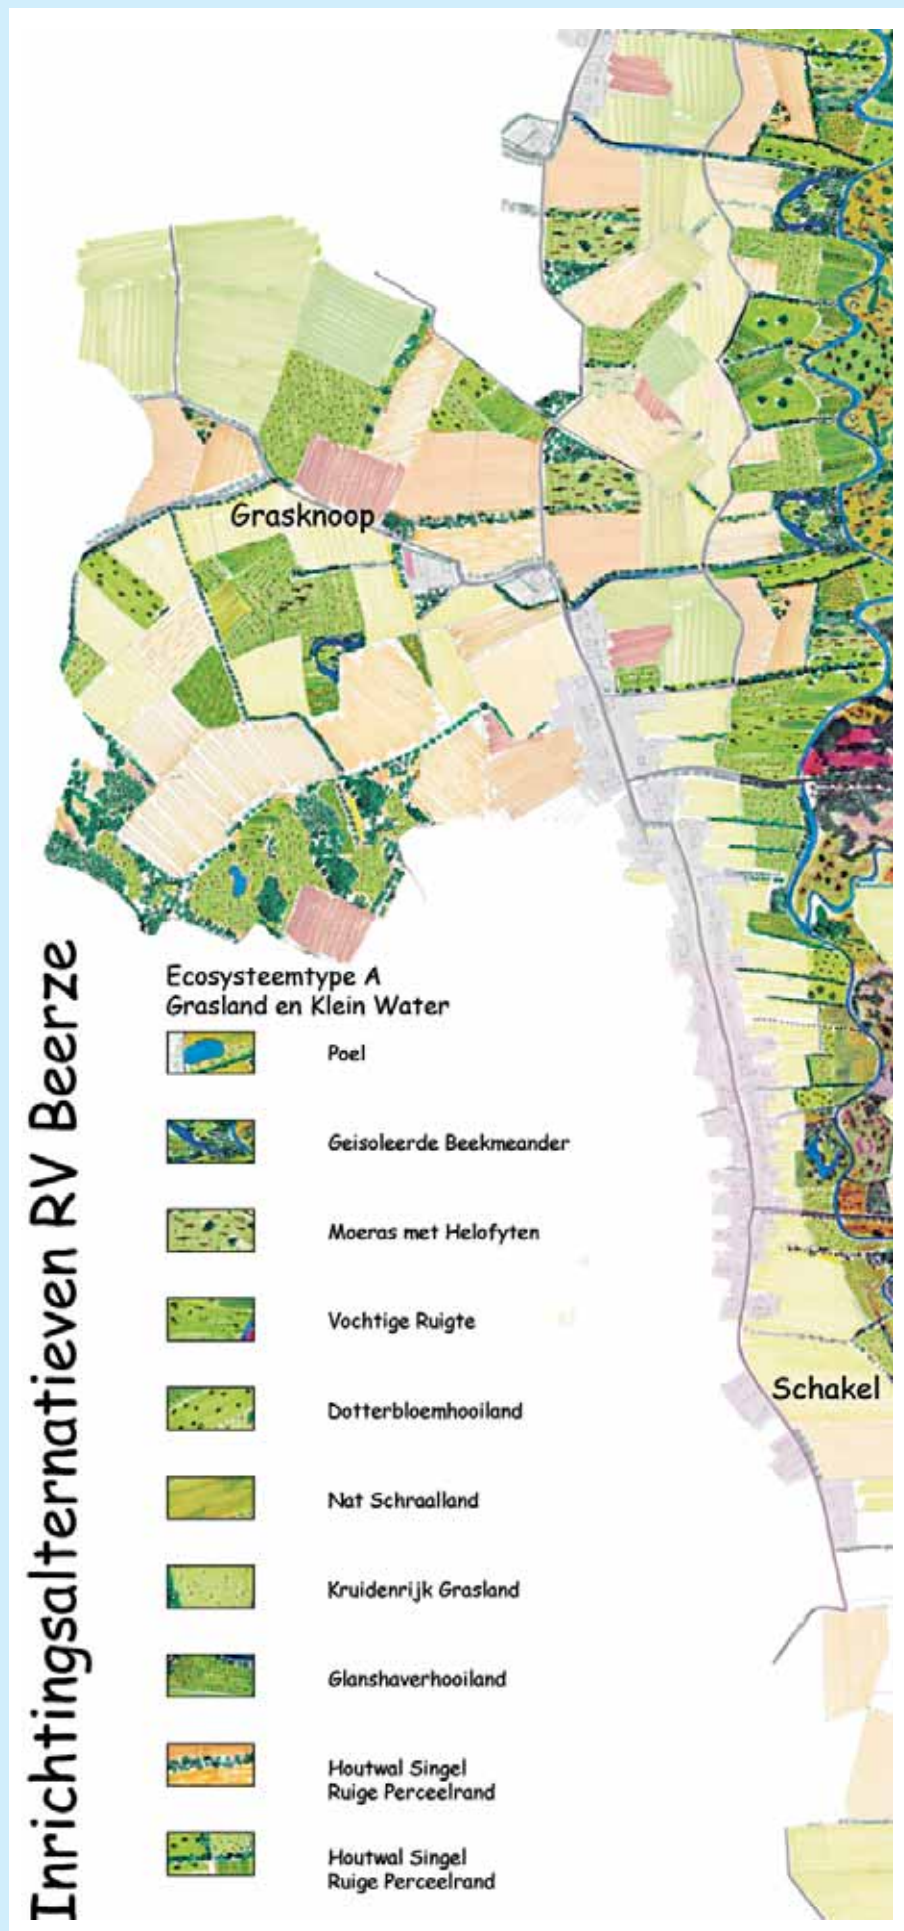 Grasknoop
Schakel
Inrichtingsalternatieven RV Beerze
Ecosysteemtype A
Grasland en Klein Water
Poel
Geisoleerde Beekmeander
Moeras met Helofyten
Vochtige Ruigte
Dotterbloemhooiland
Nat Schraalland
Kruidenrijk Grasland
Glanshaverhooiland
Houtwal Singel
Ruige Perceelrand
Houtwal Singel
Ruige Perceelrand